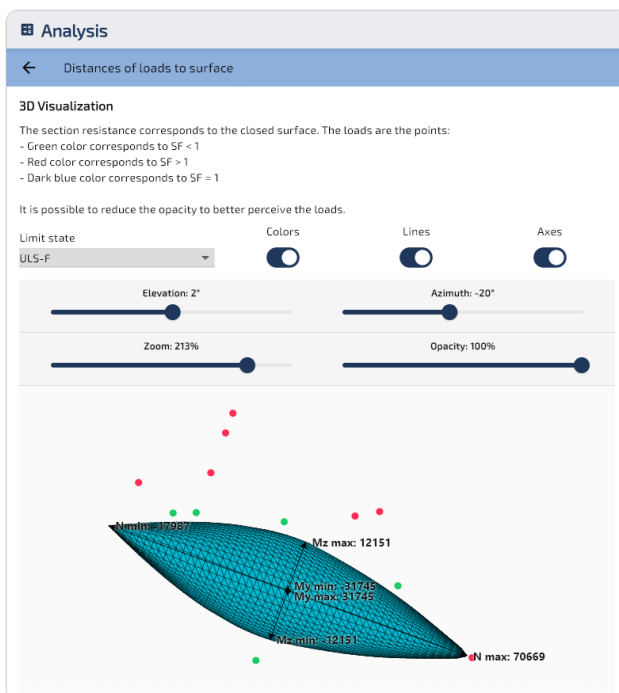 Analysis
Distances of loads to surface
3D Visualization
The section resistance corresponds to the closed surface. The loads are the points:
- Green color corresponds to SF < 1
- Red color corresponds to SF > 1
- Dark blue color corresponds to SF = 1
It is possible to reduce the opacity to better perceive the loads.
Limit state
Colors
Lines
Axes
ULS-F
Elevation: 2°
Azimuth: -20°
Zoom: 213%
Opacity: 100%
N min: -17987
Mz max: 12151
My min: -31745
My max: 31745
Mz min: -12151
N max: 70669